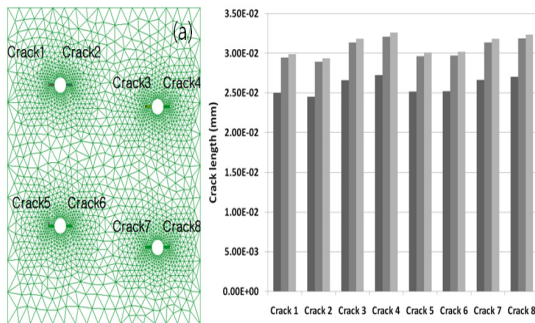 (a)
Crack1 Crack2
Crack3 Crack4
Crack5 Crack6
Crack7 Crack8
Crack length (mm)
3.50E-02
3.00E-02
2.50E-02
2.00E-02
1.50E-02
1.00E-02
5.00E-03
0.00E+00
Crack 1 Crack 2 Crack 3 Crack 4 Crack 5 Crack 6 Crack 7 Crack 8